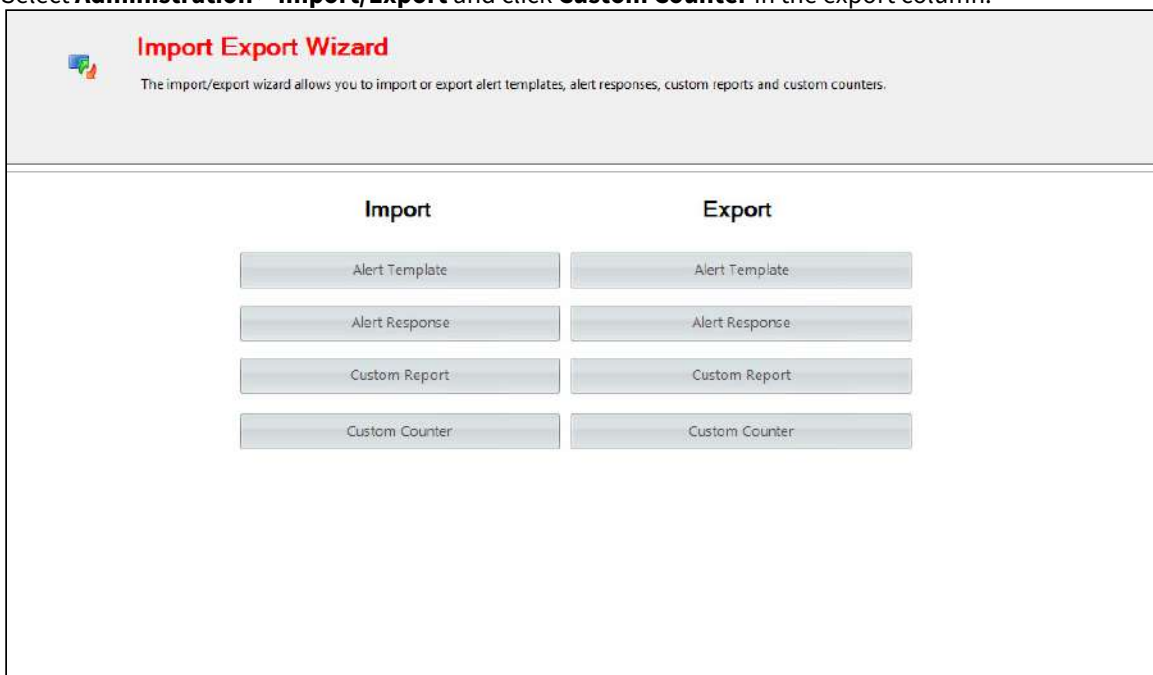 Select Administration > Import/Export and click Custom Counter in the export column.
Import Export Wizard
The import/export wizard allows you to import or export alert templates, alert responses, custom reports and custom counters.
Import Export
Alert Template Alert Template
Alert Response Alert Response
Custom Report Custom Report
Custom Counter Custom Counter